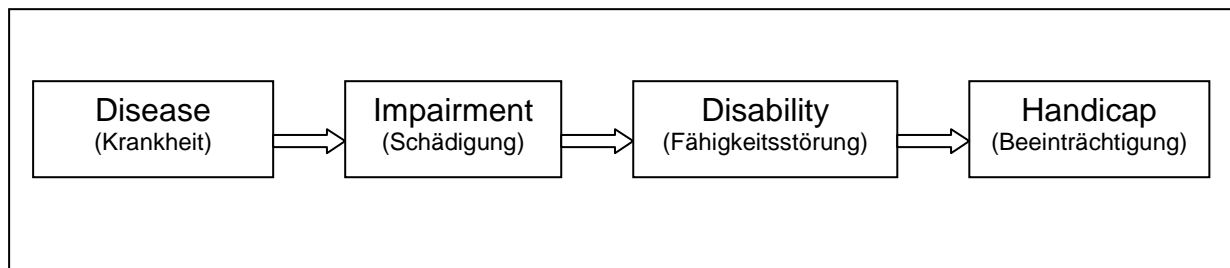 Disease
(Krankheit)
Impairment
(Schädigung)
Disability
(Fähigkeitsstörung)
Handicap
(Beeinträchtigung)